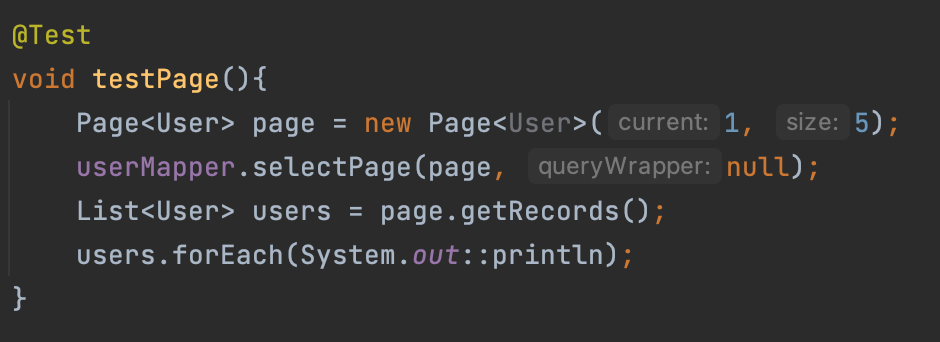 @Test
void testPage(){
    Page<User> page = new Page<User>( current: 1, size: 5);
    userMapper.selectPage(page, queryWrapper: null);
    List<User> users = page.getRecords();
    users.forEach(System.out::println);
}